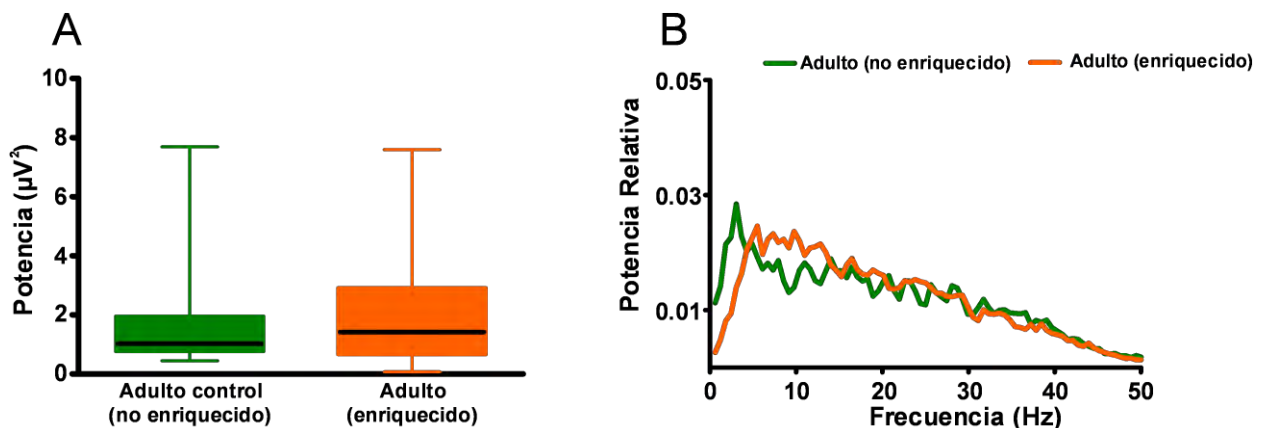 A
10
8
6
4
2
0
Potencia (µV²)
Adulto control
(no enriquecido)
Adulto
(enriquecido)
B
Adulto (no enriquecido)
Adulto (enriquecido)
0.05
0.03
0.01
Potencia Relativa
0
10
20
30
40
50
Frecuencia (Hz)